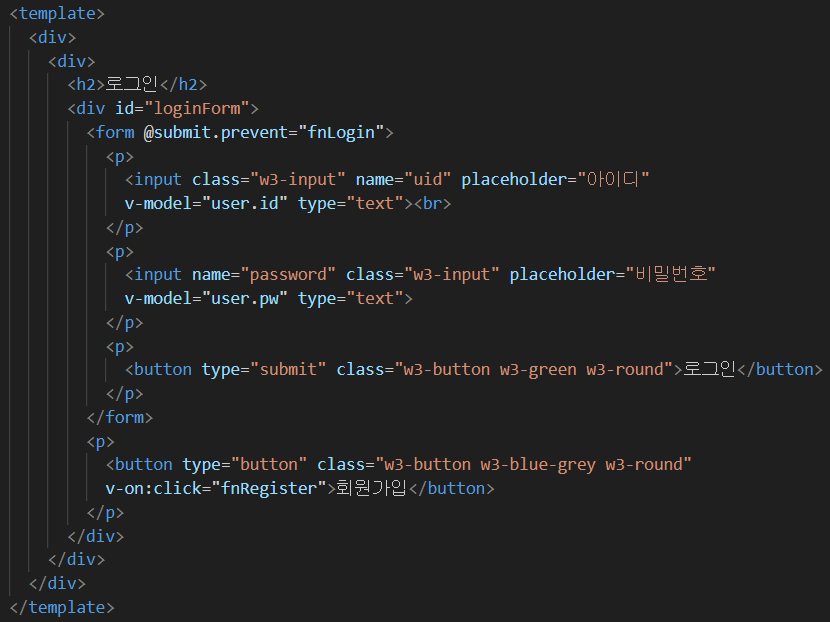 <template>
<div>
<div>
<h2>로그인</h2>
<div id="loginForm">
<form @submit.prevent="fnLogin">
<p>
<input class="w3-input" name="uid" placeholder="아이디"
v-model="user.id" type="text"><br>
</p>
<p>
<input name="password" class="w3-input" placeholder="비밀번호"
v-model="user.pw" type="text">
</p>
<p>
<button type="submit" class="w3-button w3-green w3-round">로그인</button>
</p>
</form>
<p>
<button type="button" class="w3-button w3-blue-grey w3-round"
v-on:click="fnRegister">회원가입</button>
</p>
</div>
</div>
</div>
</template>